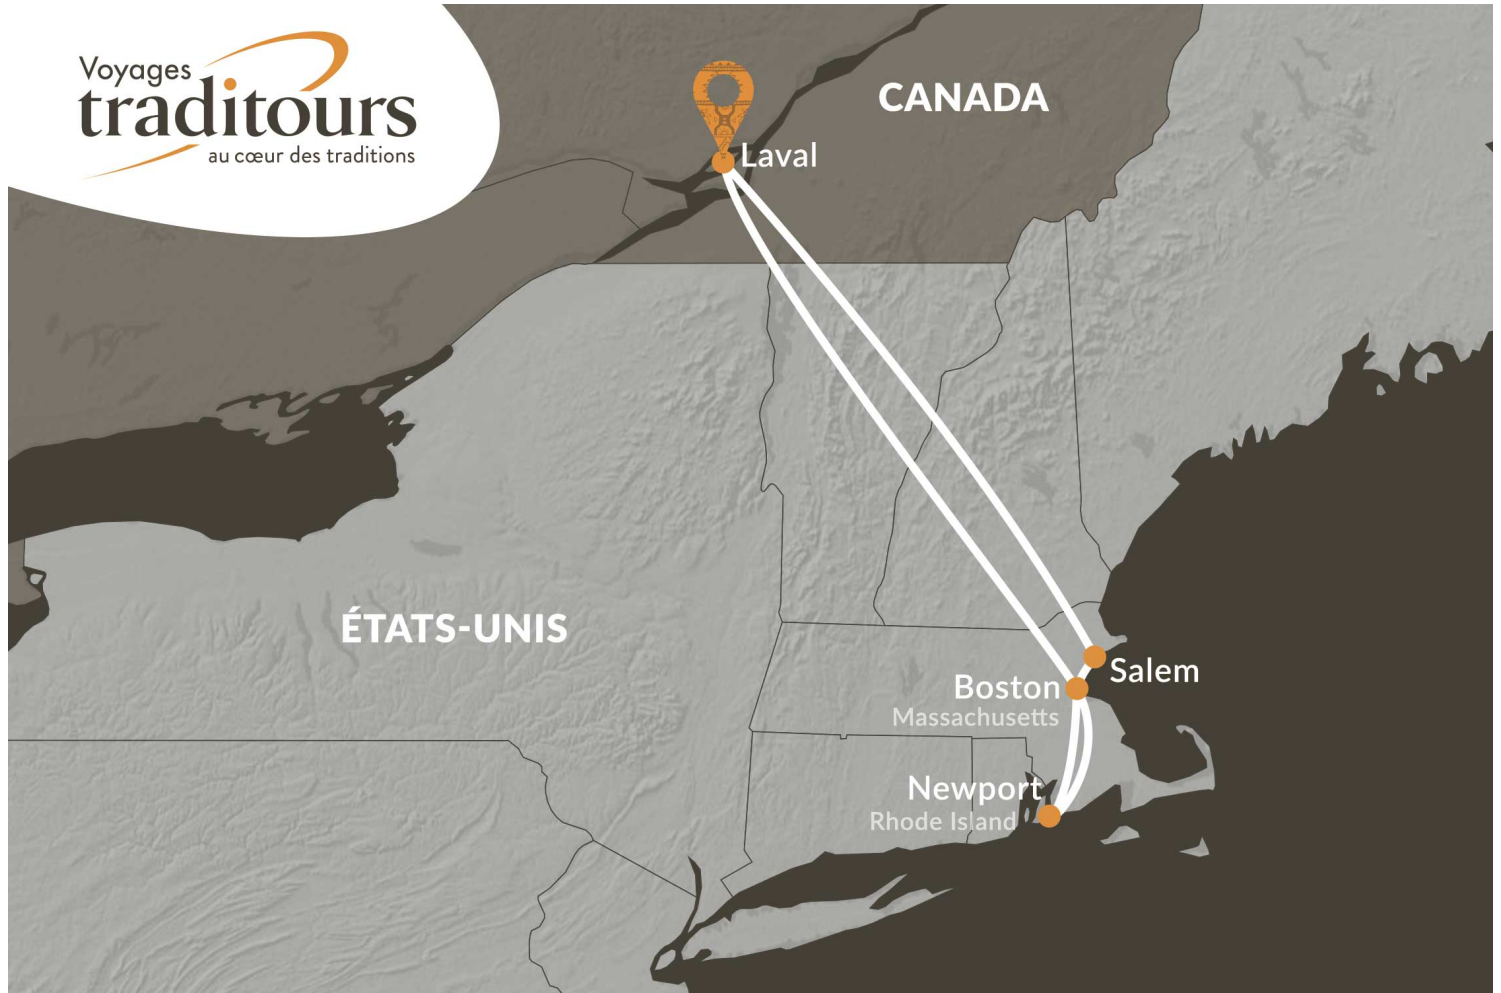 Voyages
traditours
au cœur des traditions
CANADA
Laval
ÉTATS-UNIS
Salem
Boston
Massachusetts
Newport
Rhode Island